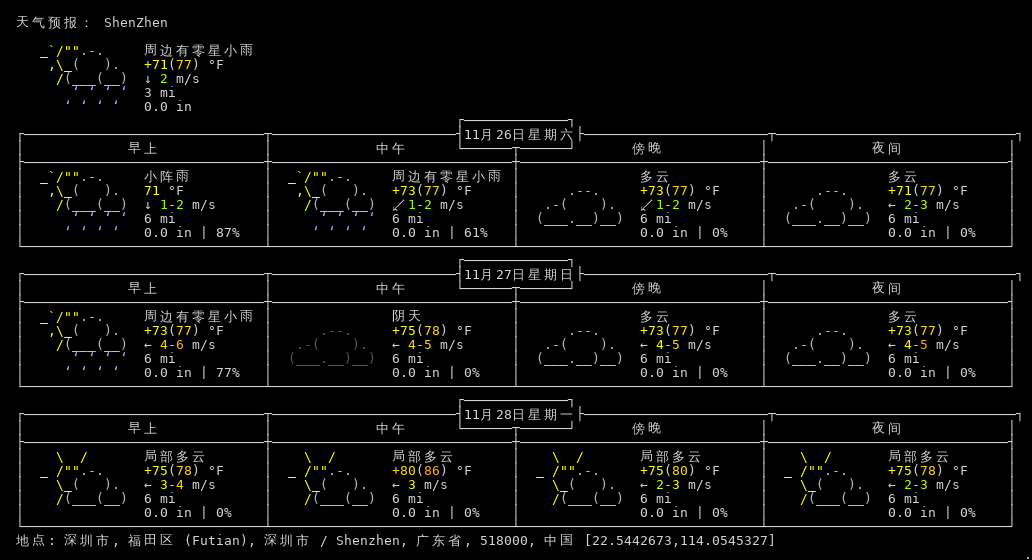 天气预报： ShenZhen
周边有零星小雨
+71(77) °F
↓ 2 m/s
3 mi
0.0 in
11月26日星期六
早上 中午 傍晚 夜间
小阵雨 周边有零星小雨 多云 多云
71 °F +73(77) °F +73(77) °F +71(77) °F
↓ 1-2 m/s ↙ 1-2 m/s ↙ 1-2 m/s ← 2-3 m/s
6 mi 6 mi 6 mi 6 mi
0.0 in | 87% 0.0 in | 61% 0.0 in | 0% 0.0 in | 0%
11月27日星期日
早上 中午 傍晚 夜间
周边有零星小雨 阴天 多云 多云
+73(77) °F +75(78) °F +73(77) °F +73(77) °F
← 4-6 m/s ← 4-5 m/s ← 4-5 m/s ← 4-5 m/s
6 mi 6 mi 6 mi 6 mi
0.0 in | 77% 0.0 in | 0% 0.0 in | 0% 0.0 in | 0%
11月28日星期一
早上 中午 傍晚 夜间
局部多云 局部多云 局部多云 局部多云
+75(78) °F +80(86) °F +75(80) °F +75(78) °F
← 3-4 m/s ← 3 m/s ← 2-3 m/s ← 2-3 m/s
6 mi 6 mi 6 mi 6 mi
0.0 in | 0% 0.0 in | 0% 0.0 in | 0% 0.0 in | 0%
地点: 深圳市, 福田区 (Futian), 深圳市 / Shenzhen, 广东省, 518000, 中国 [22.5442673,114.0545327]